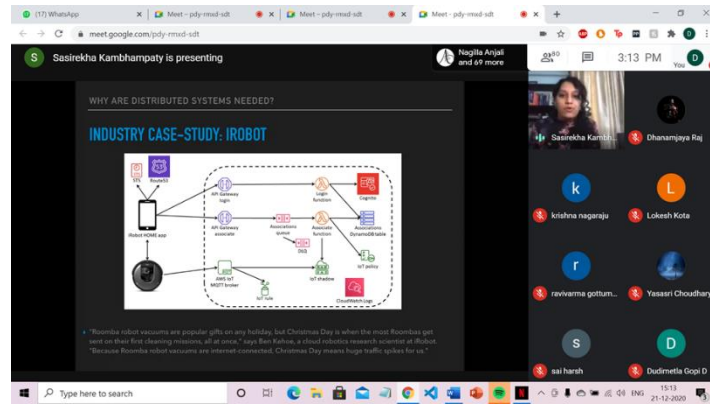 (17) WhatsApp
Meet – pdy-rmxd-sdt
Meet – pdy-rmxd-sdt
Meet – pdy-rmxd-sdt
meet.google.com/pdy-rmxd-sdt
S
Sasirekha Kambhampaty is presenting
Nagilla Anjali
and 69 more
80
3:13 PM
You
D
WHY ARE DISTRIBUTED SYSTEMS NEEDED?
INDUSTRY CASE-STUDY: IROBOT
STS
Route53
iRobot HOME app
API Gateway
login
Login
function
Cognito
API Gateway
associate
Associations
queue
DLQ
Associate
function
Associations
DynamoDB table
AWS IoT
MQTT broker
IoT rule
IoT shadow
IoT policy
CloudWatch Logs
"Roomba robot vacuums are popular gifts on any holiday, but Christmas Day is when the most Roombas get
sent on their first cleaning missions, all at once," says Ben Kehoe, a cloud robotics research scientist at iRobot.
"Because Roomba robot vacuums are internet-connected, Christmas Day means huge traffic spikes for us."
Sasirekha Kambh...
Dhanamjaya Raj
k
krishna nagaraju
L
Lokesh Kota
r
ravivarma gottum...
Yasasri Choudhary
S
sai harsh
D
Dudimetla Gopi D
Type here to search
ENG
15:13
21-12-2020